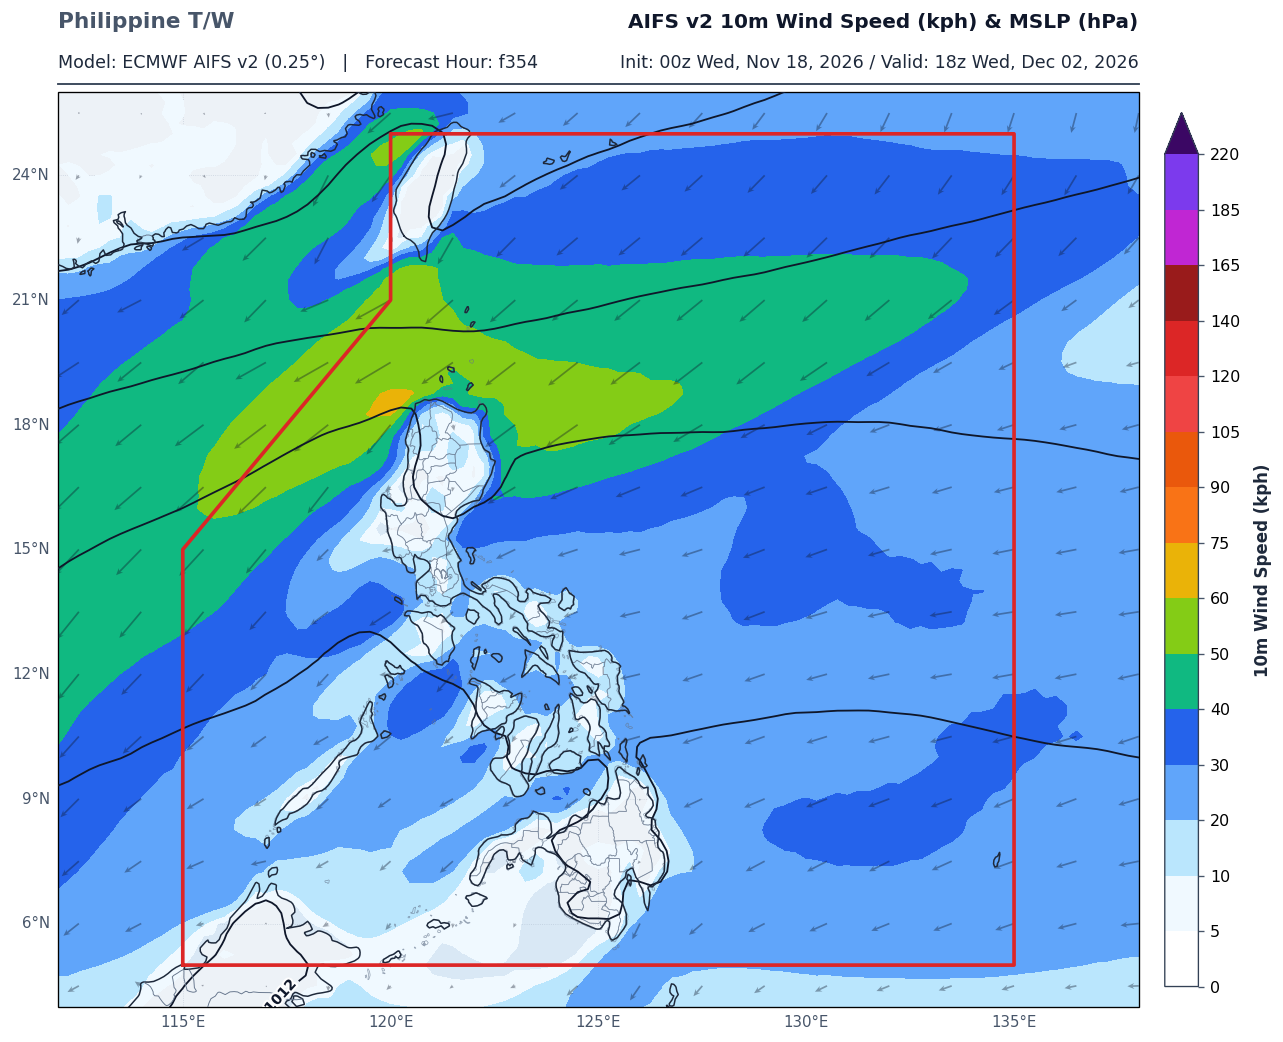 Philippine T/W
AIFS v2 10m Wind Speed (kph) & MSLP (hPa)
Model: ECMWF AIFS v2 (0.25°) | Forecast Hour: f354
Init: 00z Wed, Nov 18, 2026 / Valid: 18z Wed, Dec 02, 2026
24°N
21°N
18°N
15°N
12°N
9°N
6°N
115°E
120°E
125°E
130°E
135°E
1012
220
185
165
140
120
105
90
75
60
50
40
30
20
10
5
0
10m Wind Speed (kph)